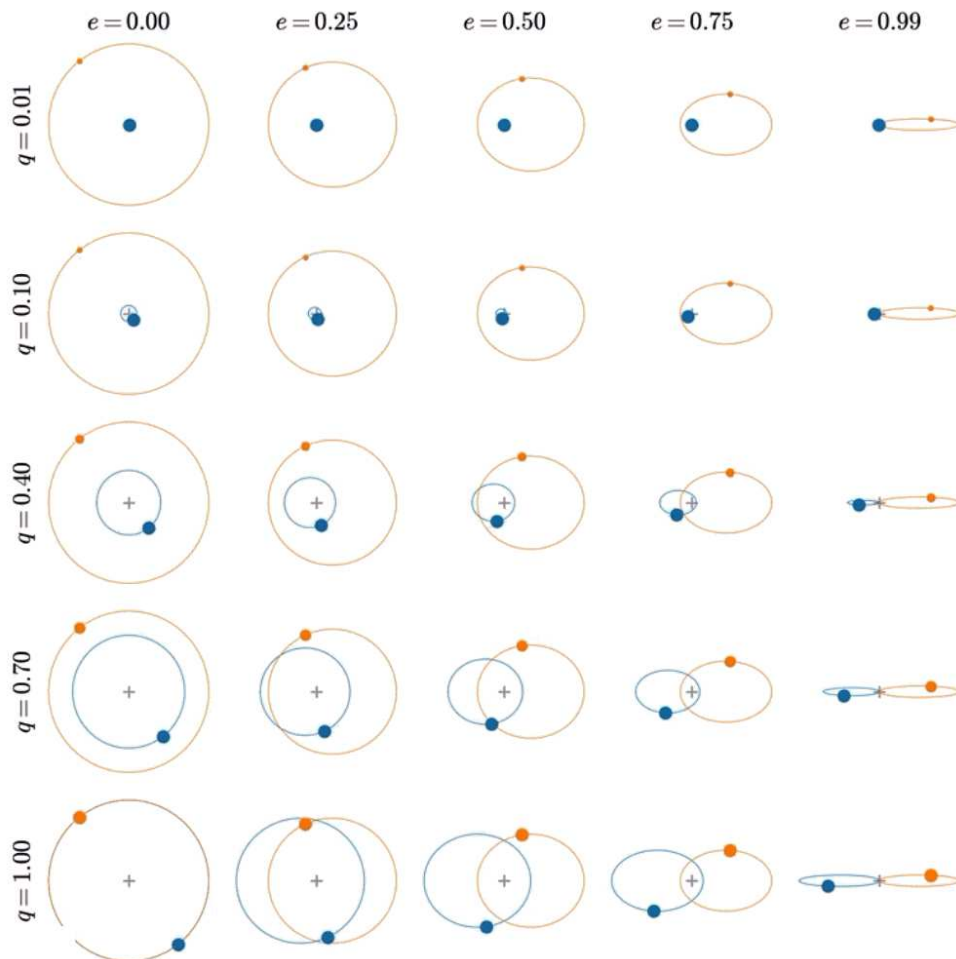 e = 0.00 e = 0.25 e = 0.50 e = 0.75 e = 0.99
q = 0.01
q = 0.10
q = 0.40
q = 0.70
q = 1.00